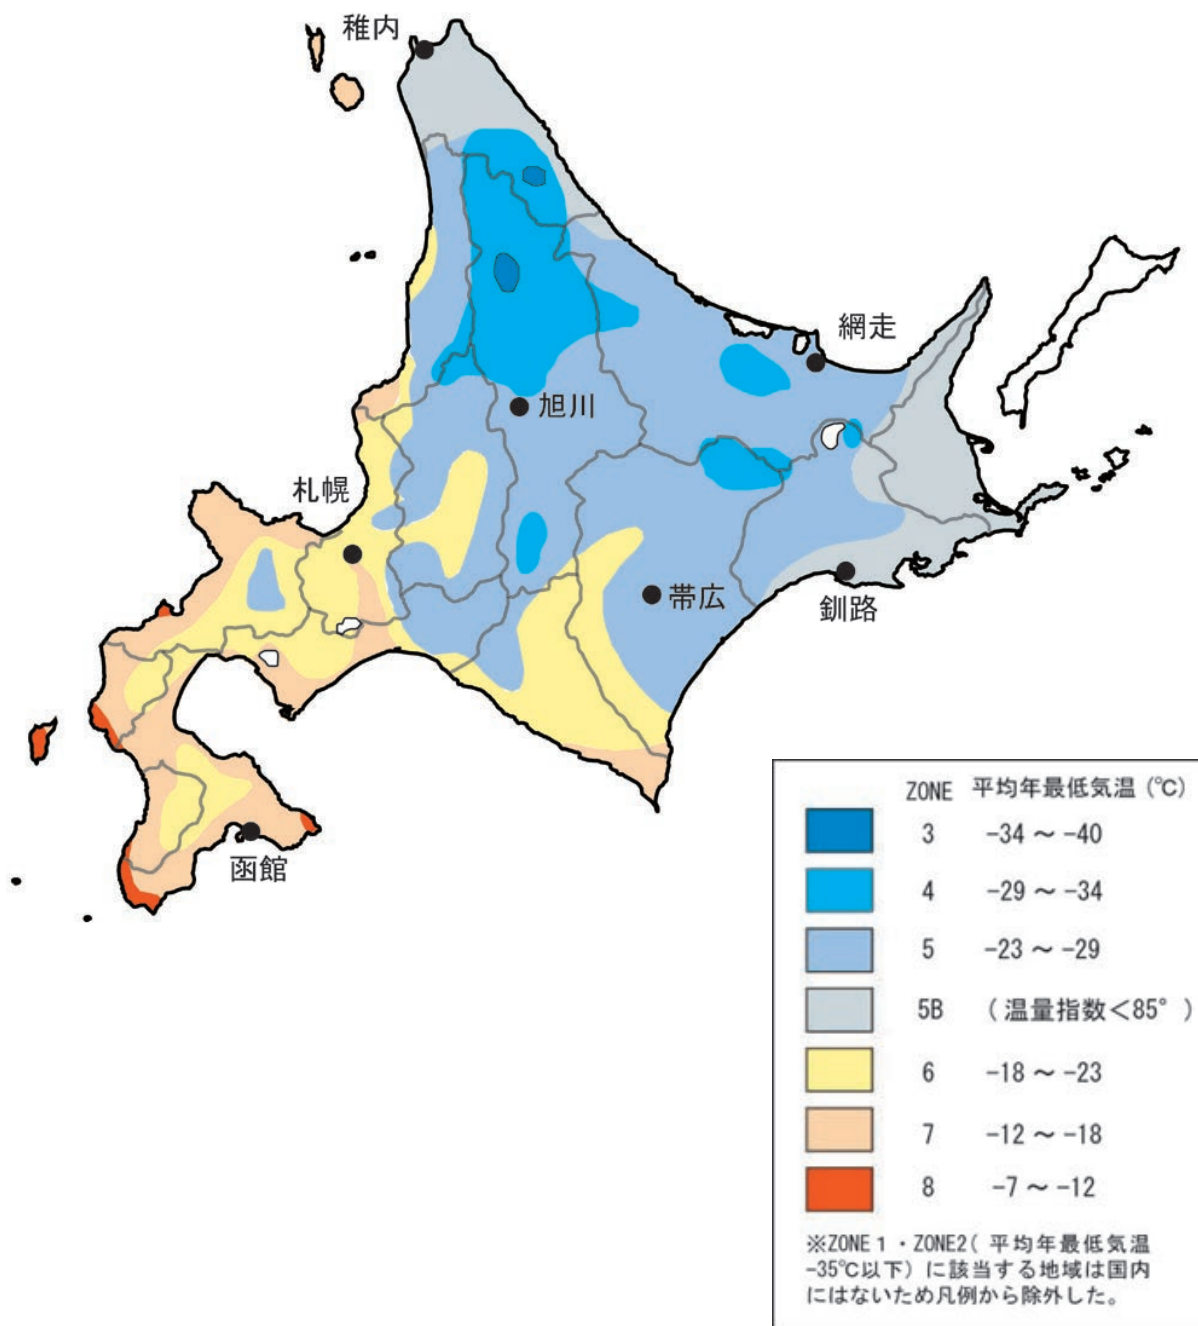 稚内
網走
旭川
札幌
帯広
釧路
函館
ZONE 平均年最低気温 (℃)
3 -34 ～ -40
4 -29 ～ -34
5 -23 ～ -29
5B (温量指数＜85°)
6 -18 ～ -23
7 -12 ～ -18
8 -7 ～ -12
※ZONE 1・ZONE2( 平均年最低気温
-35℃以下) に該当する地域は国内
にはないため凡例から除外した。